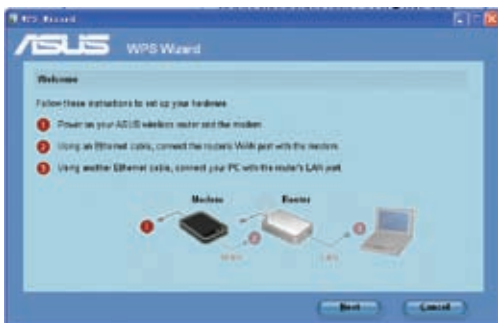 WPS Wizard
ASUS WPS Wizard
Welcome
Follow these instructions to set up your hardware
1 Power on your ASUS wireless router and the modem.
2 Using an Ethernet cable, connect the router's WAN port with the modem.
3 Using another Ethernet cable, connect your PC with the router's LAN port.
Modem Router
1 2 3
WAN LAN
Next Cancel